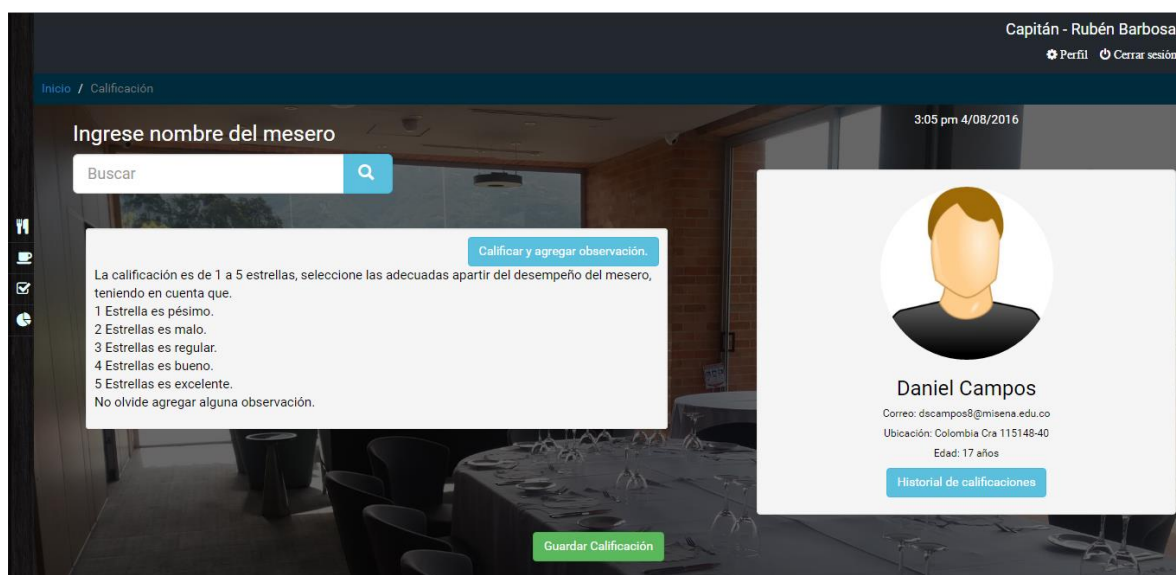 Capitán - Rubén Barbosa
Perfil Cerrar sesión
Inicio / Calificación
3:05 pm 4/08/2016
Ingrese nombre del mesero
Buscar
Calificar y agregar observación.
La calificación es de 1 a 5 estrellas, seleccione las adecuadas apartir del desempeño del mesero,
teniendo en cuenta que.
1 Estrella es pésimo.
2 Estrellas es malo.
3 Estrellas es regular.
4 Estrellas es bueno.
5 Estrellas es excelente.
No olvide agregar alguna observación.
Daniel Campos
Correo: dscampos8@misena.edu.co
Ubicación: Colombia Cra 115148-40
Edad: 17 años
Historial de calificaciones
Guardar Calificación